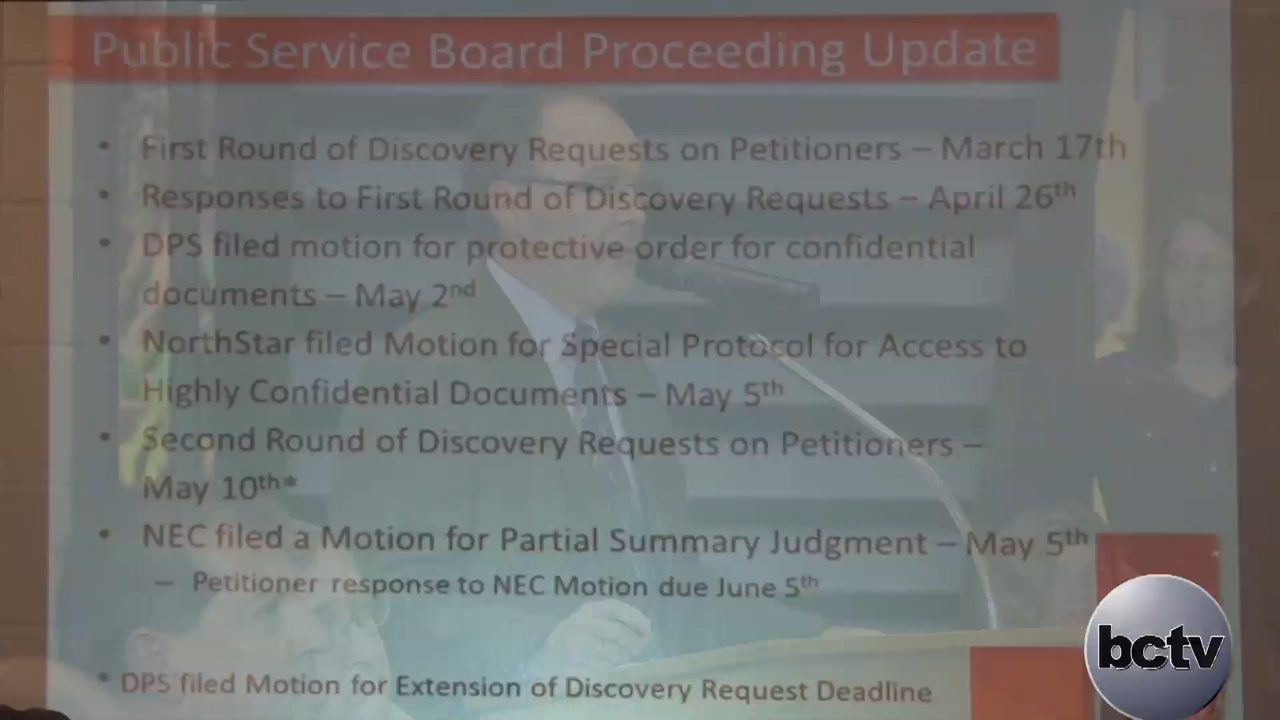 Public Service Board Proceeding Update
• First Round of Discovery Requests on Petitioners – March 17th
• Responses to First Round of Discovery Requests – April 26th
• DPS filed motion for protective order for confidential
documents – May 2nd
• NorthStar filed Motion for Special Protocol for Access to
Highly Confidential Documents – May 5th
• Second Round of Discovery Requests on Petitioners –
May 10th*
• NEC filed a Motion for Partial Summary Judgment – May 5th
– Petitioner response to NEC Motion due June 5th
* DPS filed Motion for Extension of Discovery Request Deadline
bctv